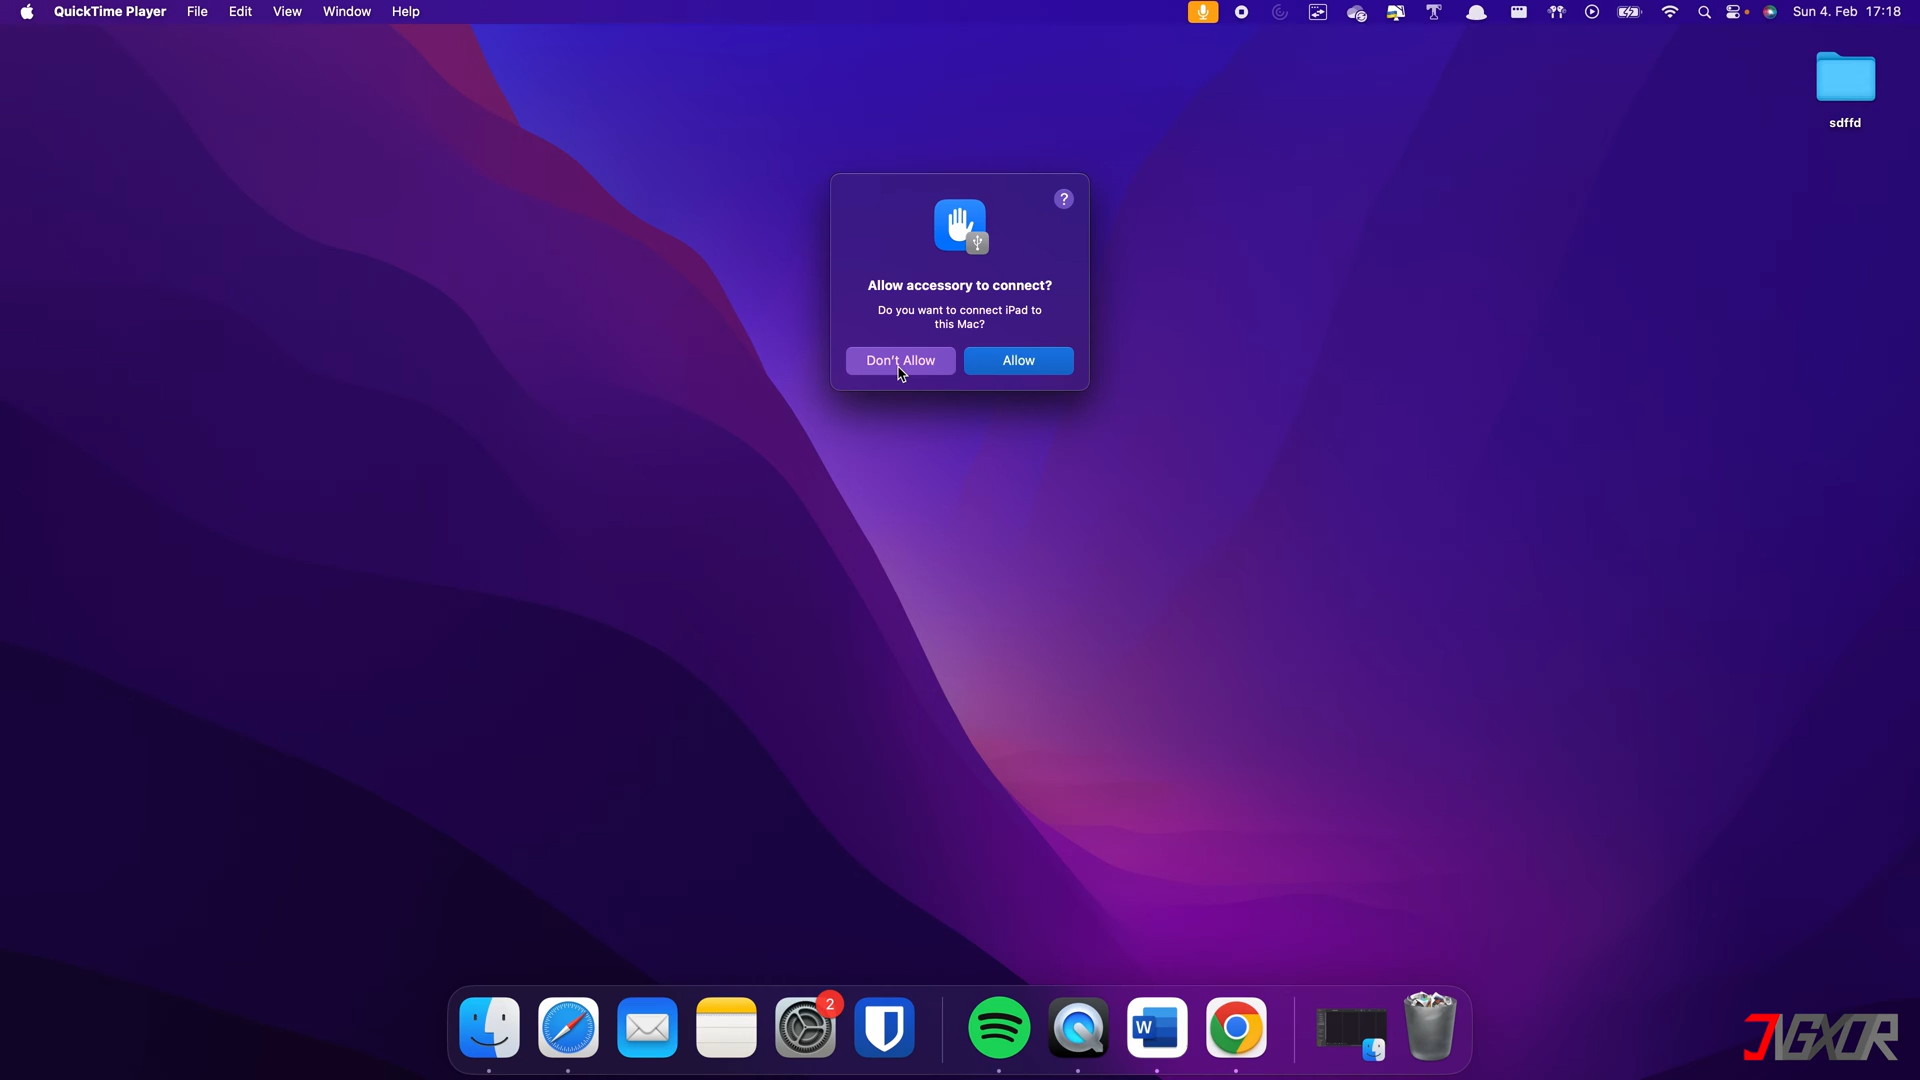 QuickTime Player File Edit View Window Help
Sun 4. Feb 17:18
sdffd
?
Allow accessory to connect?
Do you want to connect iPad to
this Mac?
Don't Allow
Allow
2
W
JVGXOR